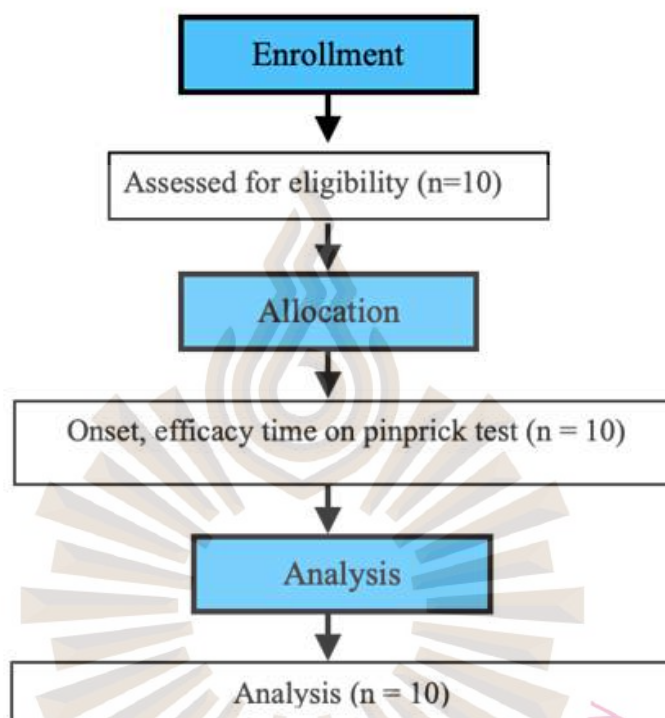 Enrollment
Assessed for eligibility (n=10)
Allocation
Onset, efficacy time on pinprick test (n = 10)
Analysis
Analysis (n = 10)